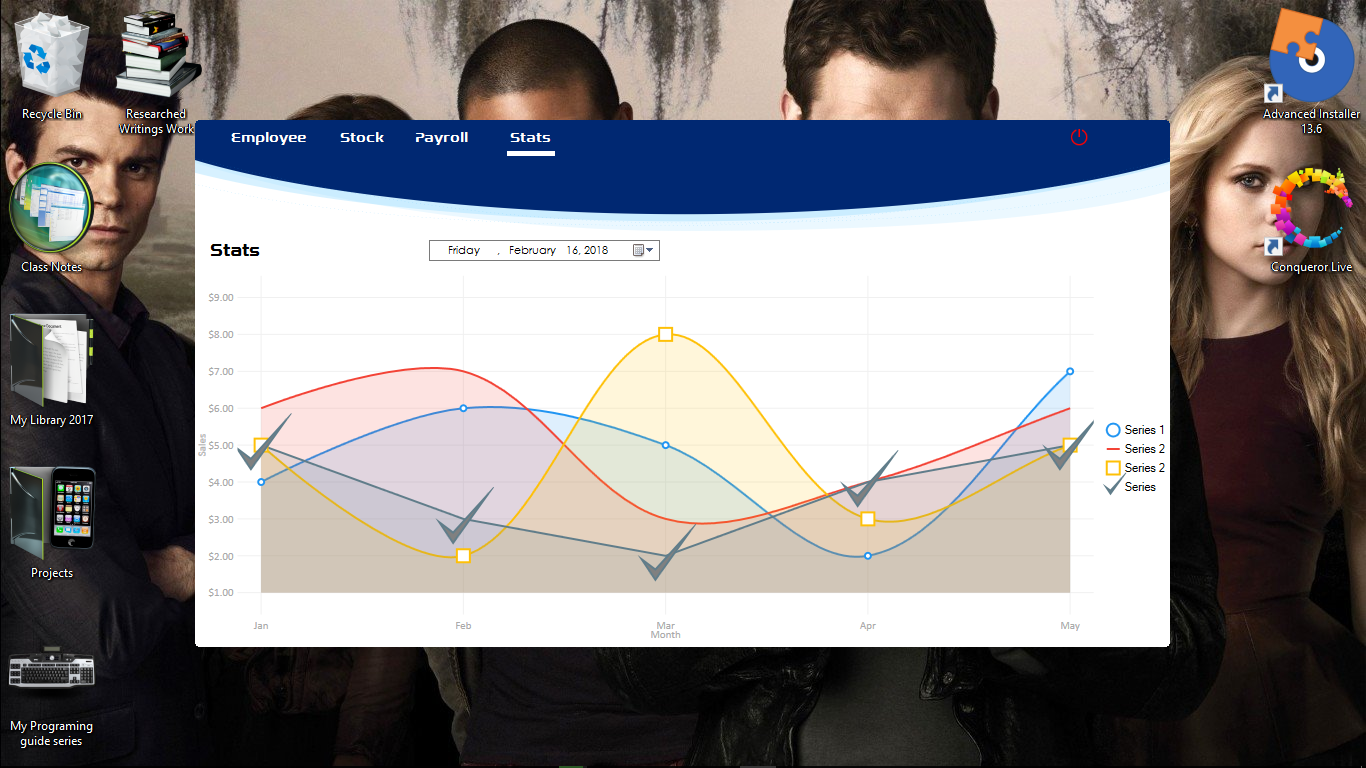 Recycle Bin
Researched
Writings Work
Class Notes
My Library 2017
Projects
My Programing
guide series
Employee Stock Payroll Stats
Stats
Friday , February 16, 2018
$9.00
$8.00
$7.00
$6.00
$5.00
$4.00
$3.00
$2.00
$1.00
Sales
Jan Feb Mar Apr May
Month
Series 1
Series 2
Series 2
Series
Advanced Installer
13.6
Conqueror Live